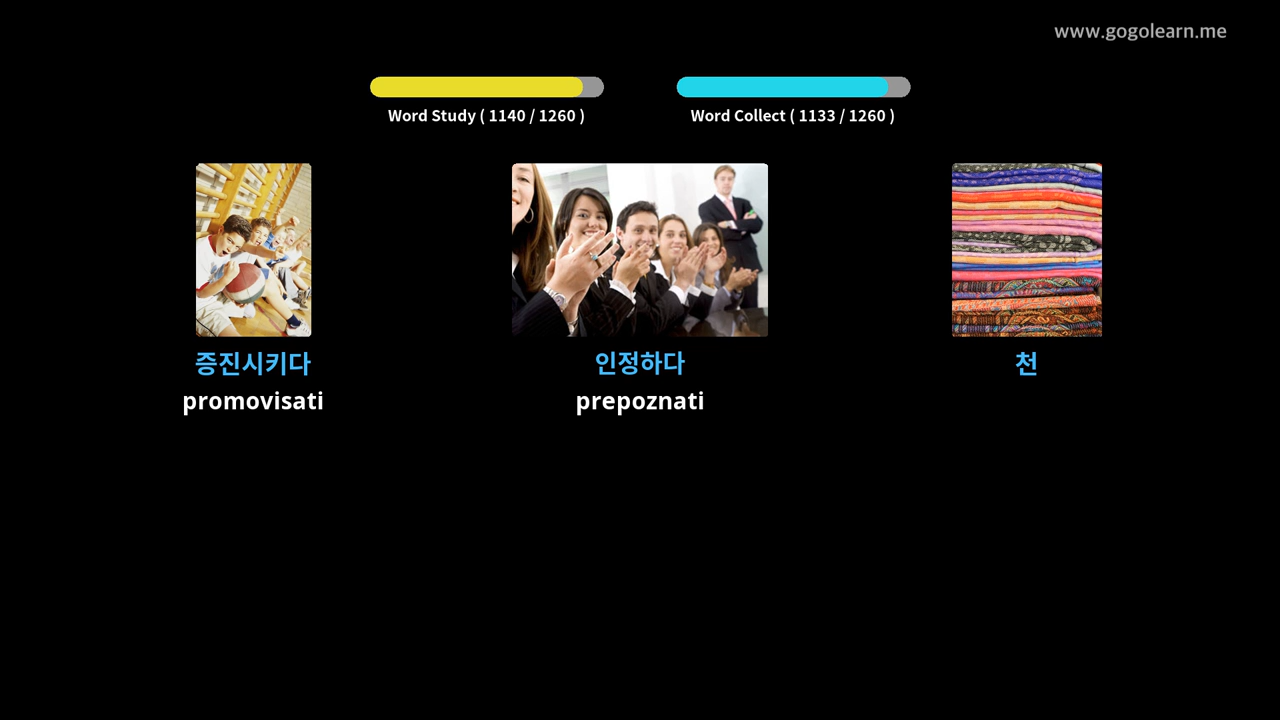 www.gogolearn.me
Word Study ( 1140 / 1260 )
Word Collect ( 1133 / 1260 )
증진시키다
인정하다
천
promovisati
prepoznati